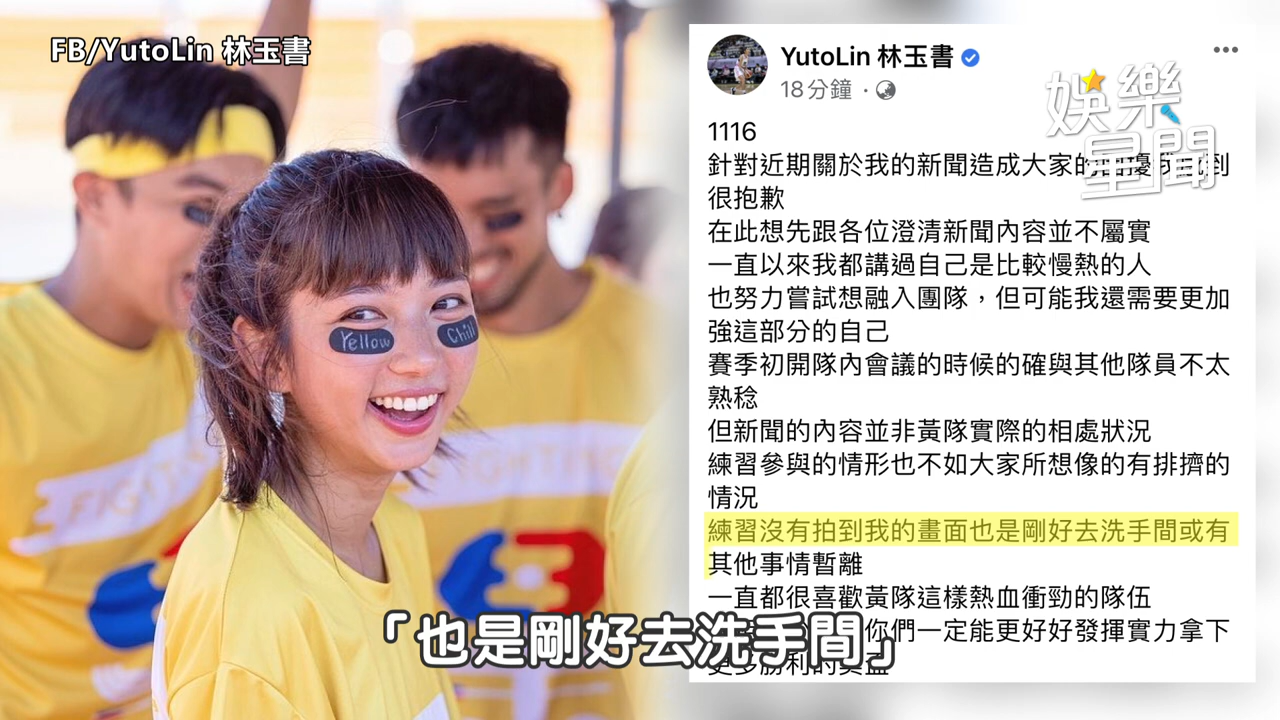 FB/YutoLin 林玉書
Yellow
Chill
FIGHTING
YutoLin 林玉書
18分鐘
娛樂星聞
1116
針對近期關於我的新聞造成大家的 到
很抱歉
在此想先跟各位澄清新聞內容並不屬實
一直以來我都講過自己是比較慢熱的人
也努力嘗試想融入團隊，但可能我還需要更加
強這部分的自己
賽季初開隊內會議的時候的確與其他隊員不太
熟稔
但新聞的內容並非黃隊實際的相處狀況
練習參與的情形也不如大家所想像的有排擠的
情況
練習沒有拍到我的畫面也是剛好去洗手間或有
其他事情暫離
一直都很喜歡黃隊這樣熱血衝勁的隊伍
你們一定能更好好發揮實力拿下
「也是剛好去洗手間」